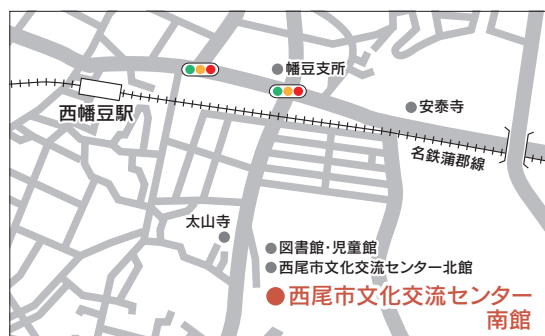 幡豆支所
西幡豆駅
安泰寺
名鉄蒲郡線
太山寺
図書館・児童館
西尾市文化交流センター北館
西尾市文化交流センター
南館